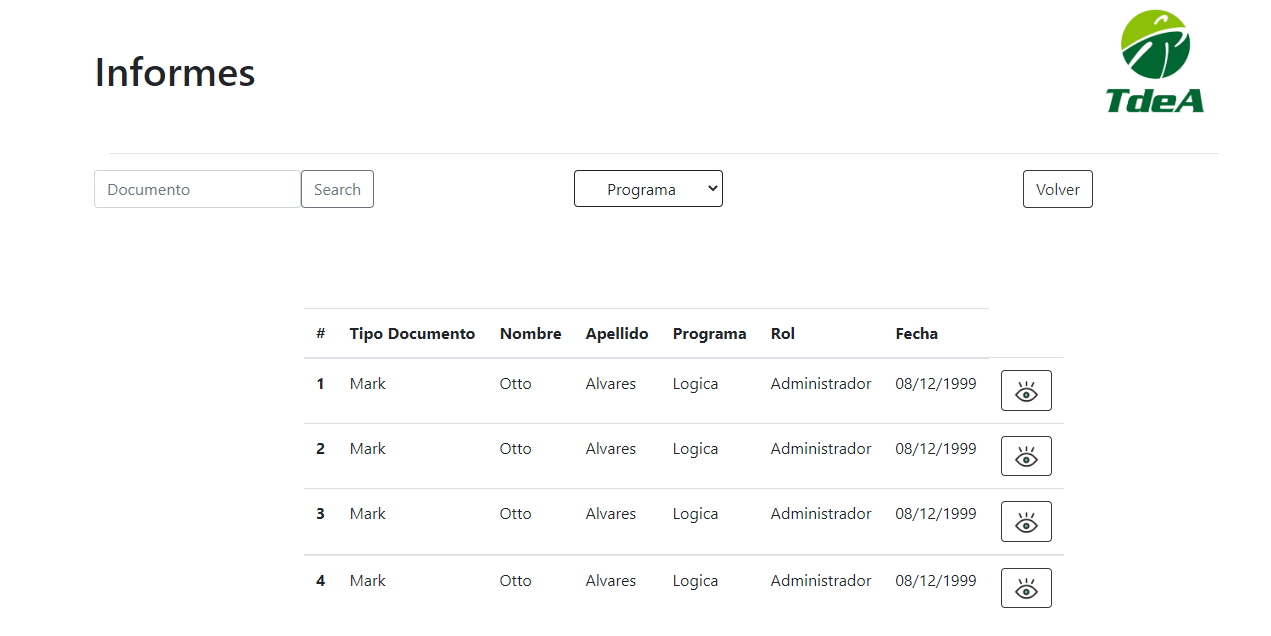 TdeA
Informes
Documento Search Programa Volver
# Tipo Documento Nombre Apellido Programa Rol Fecha
1 Mark Otto Alvares Logica Administrador 08/12/1999
2 Mark Otto Alvares Logica Administrador 08/12/1999
3 Mark Otto Alvares Logica Administrador 08/12/1999
4 Mark Otto Alvares Logica Administrador 08/12/1999